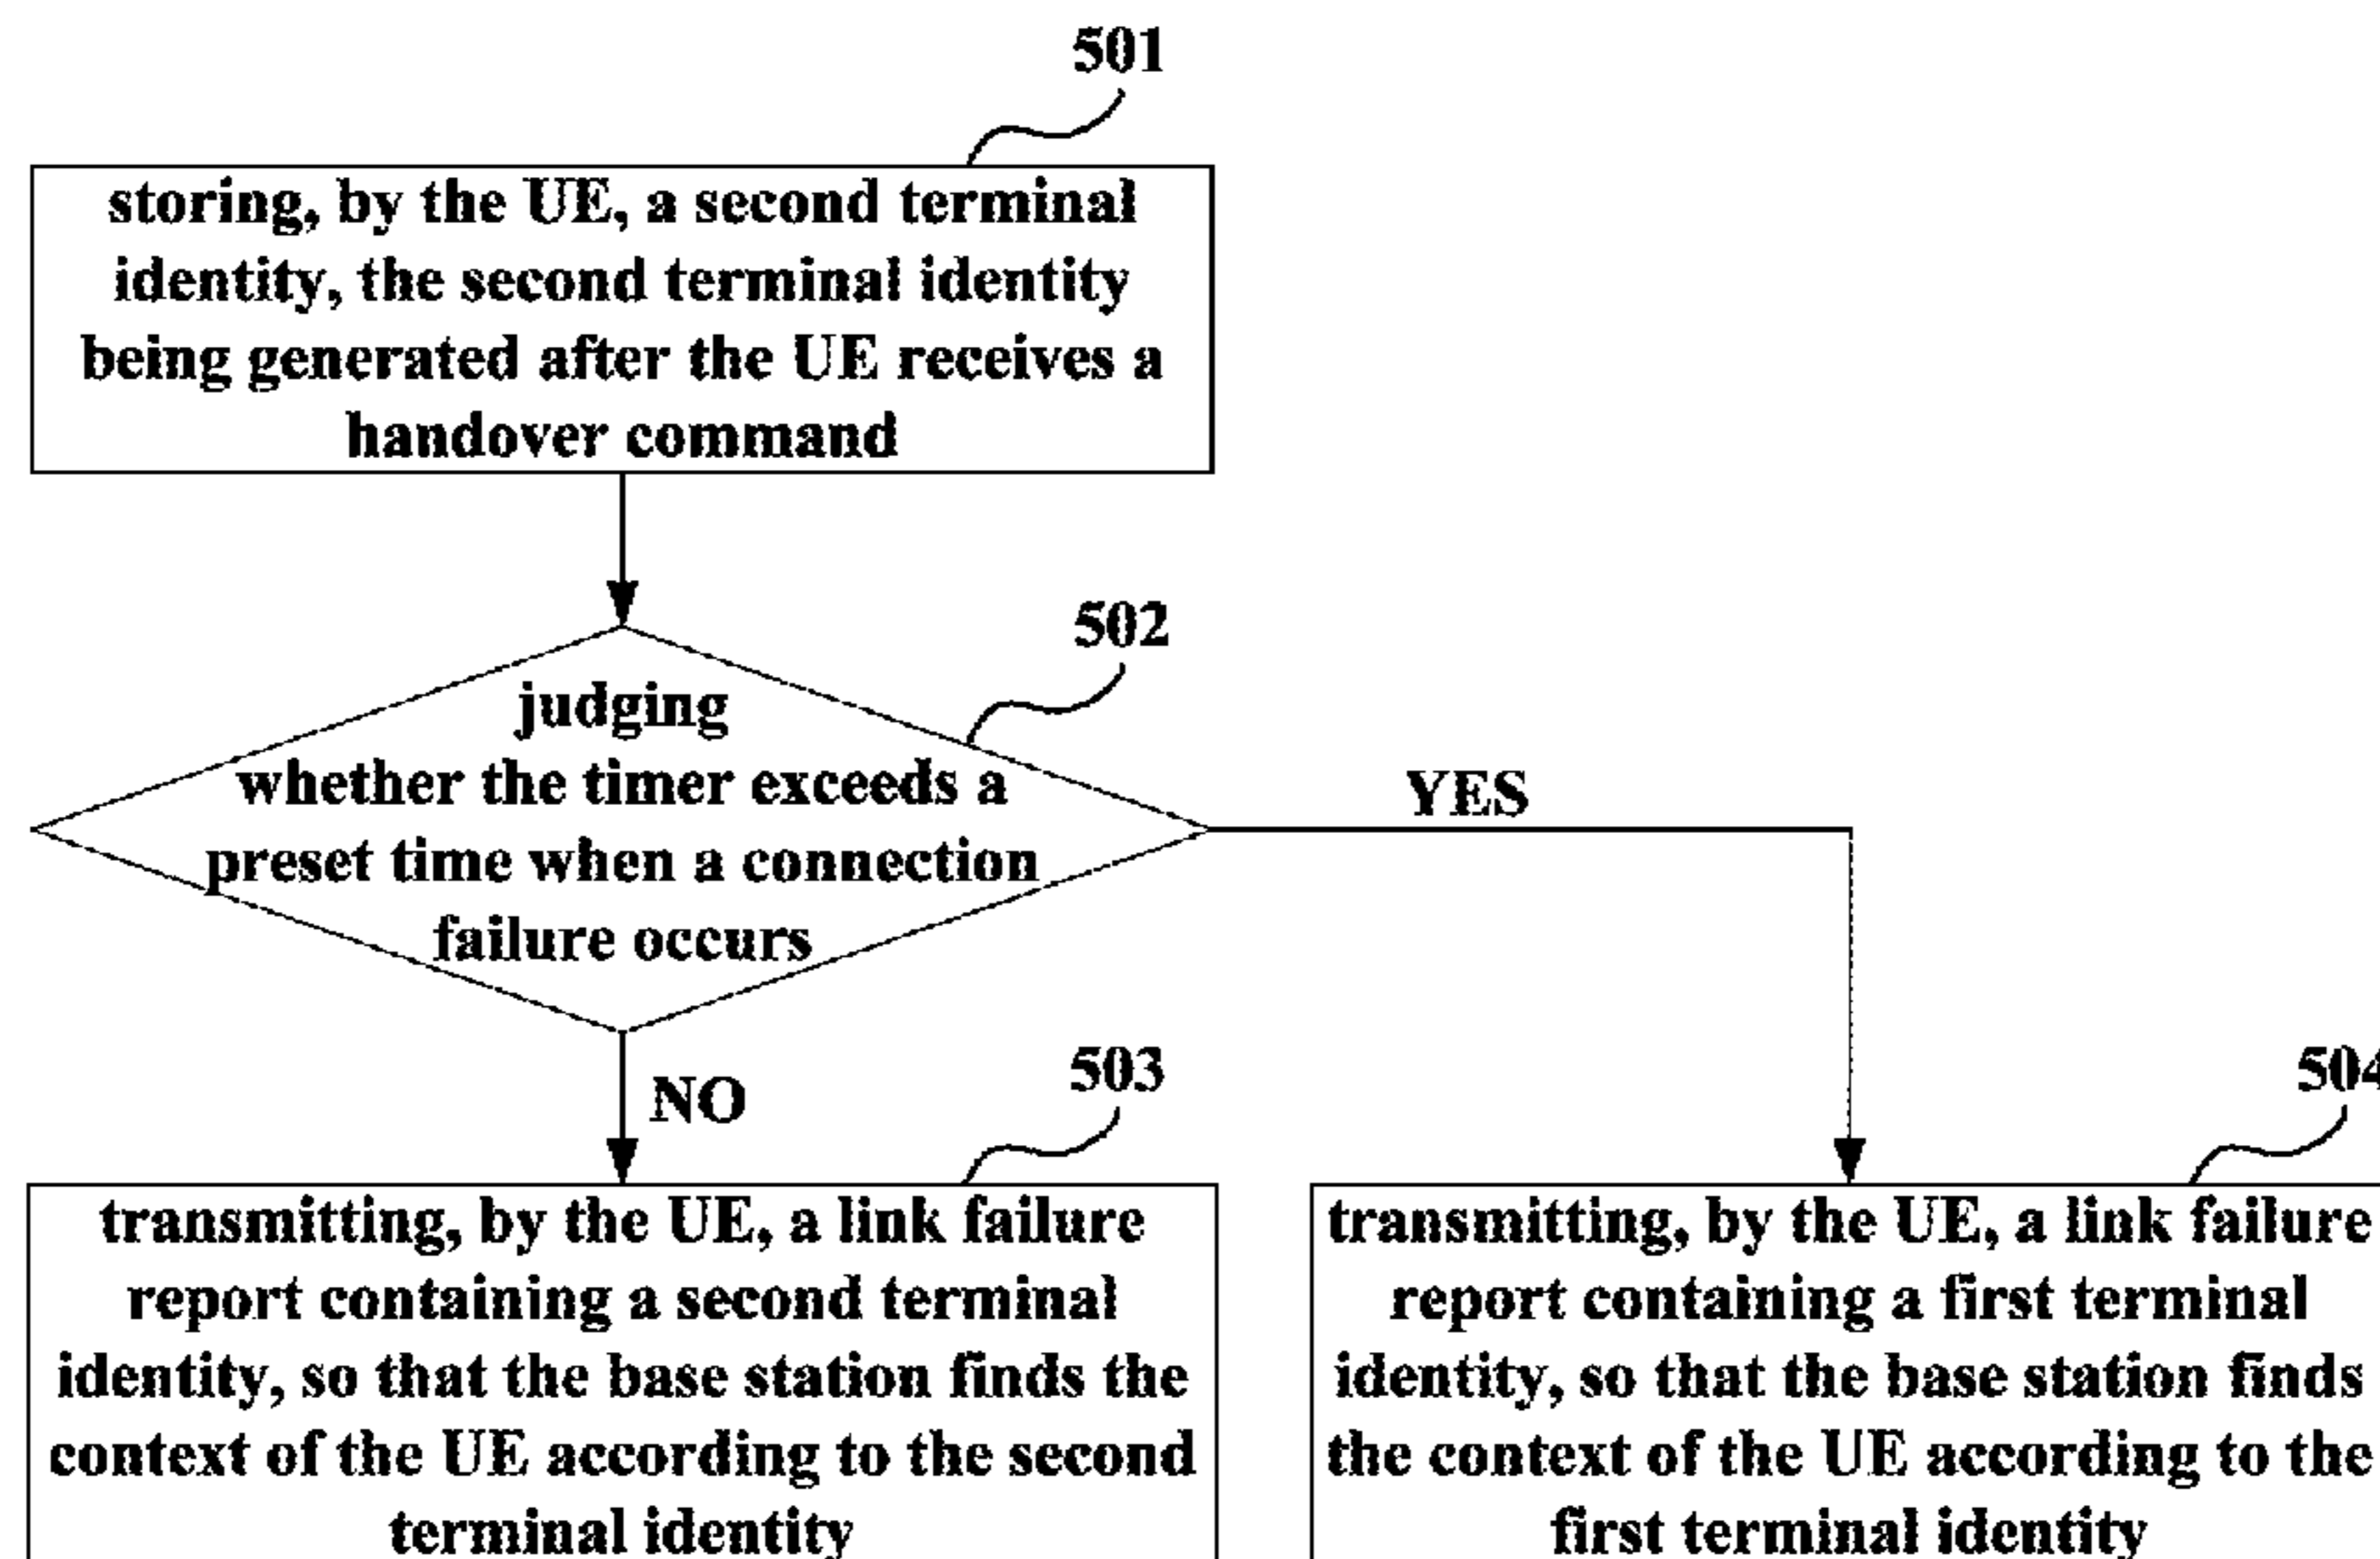 501
storing, by the UE, a second terminal
identity, the second terminal identity
being generated after the UE receives a
handover command
502
judging
whether the timer exceeds a
preset time when a connection
failure occurs
YES
NO
503
transmitting, by the UE, a link failure
report containing a second terminal
identity, so that the base station finds the
context of the UE according to the second
terminal identity
504
transmitting, by the UE, a link failure
report containing a first terminal
identity, so that the base station finds
the context of the UE according to the
first terminal identity